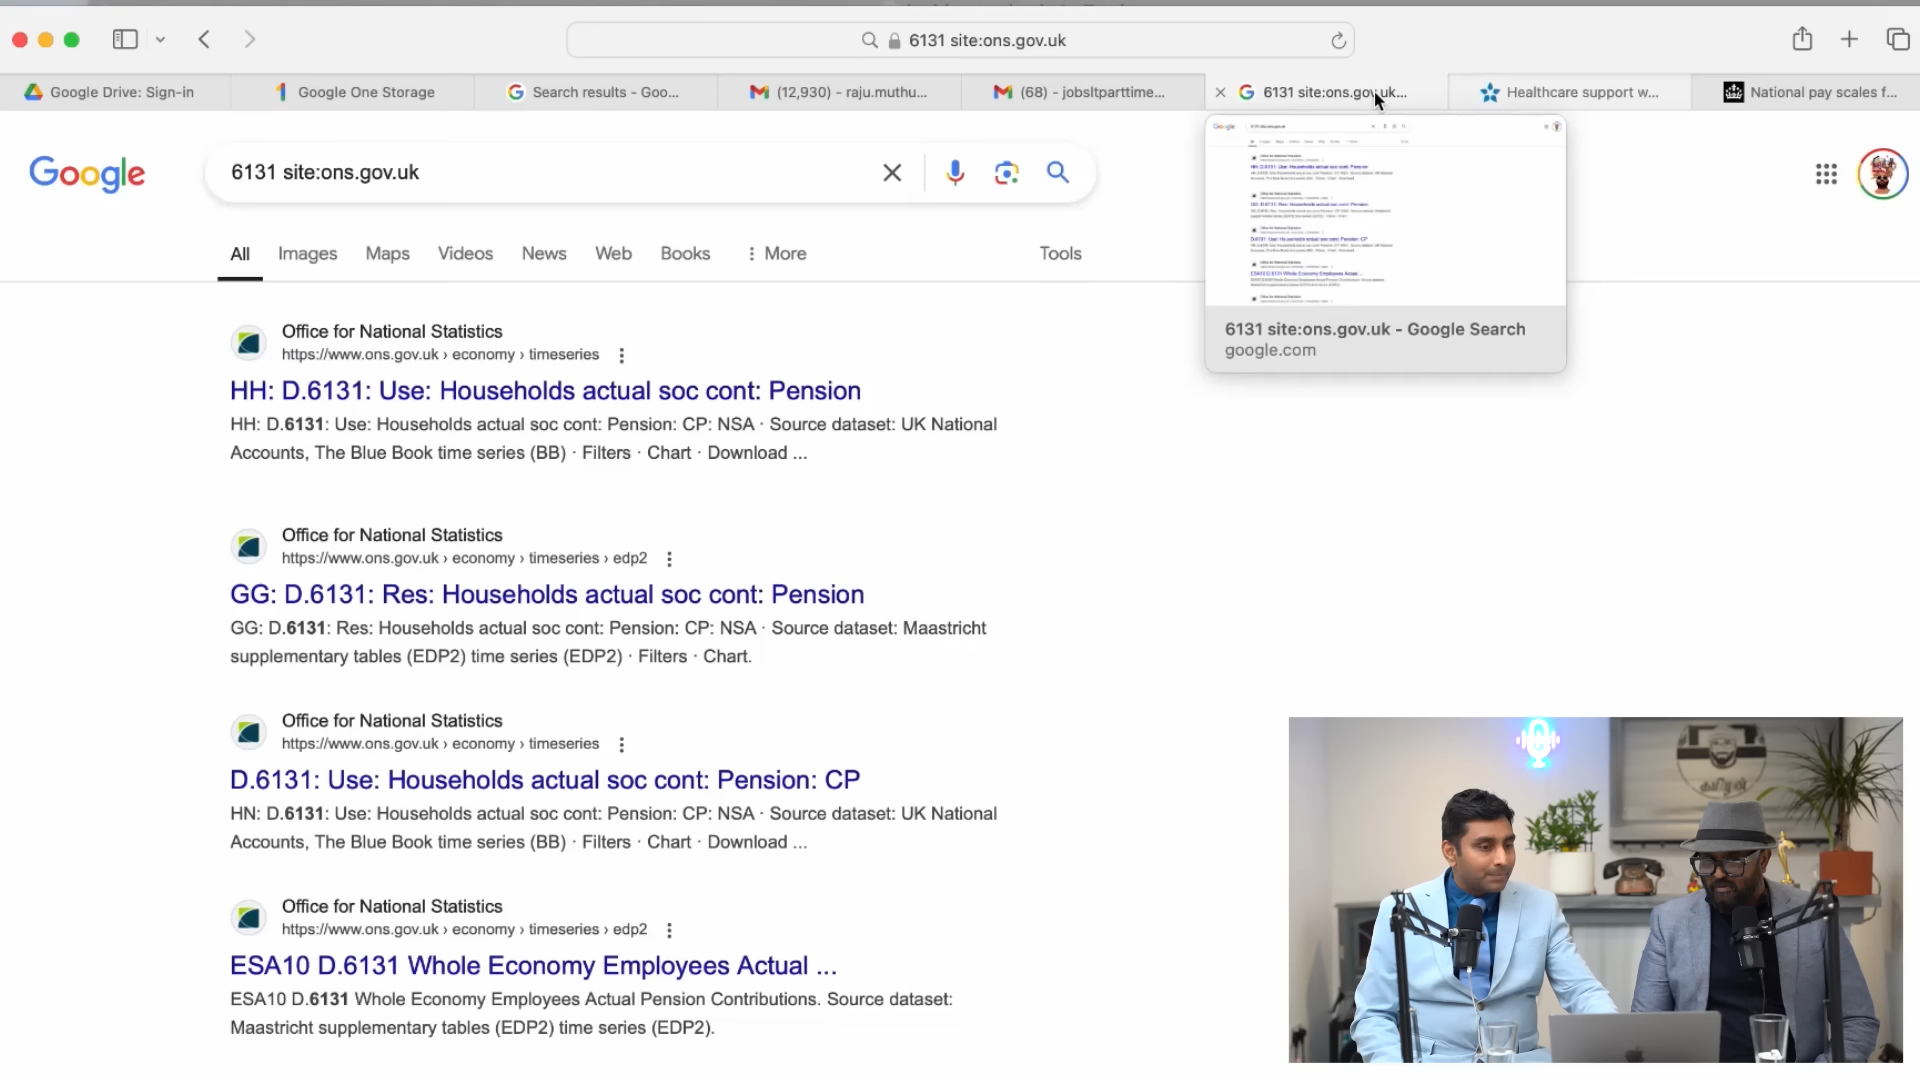 6131 site:ons.gov.uk
Google Drive: Sign-in
Google One Storage
Search results - Goo...
(12,930) - raju.muthu...
(68) - jobsltparttime...
6131 site:ons.gov.uk...
Healthcare support w...
National pay scales f...
Google
6131 site:ons.gov.uk
All
Images
Maps
Videos
News
Web
Books
More
Tools
6131 site:ons.gov.uk - Google Search
google.com
Office for National Statistics
https://www.ons.gov.uk › economy › timeseries
HH: D.6131: Use: Households actual soc cont: Pension
HH: D.6131: Use: Households actual soc cont: Pension: CP: NSA · Source dataset: UK National
Accounts, The Blue Book time series (BB) · Filters · Chart · Download ...
Office for National Statistics
https://www.ons.gov.uk › economy › timeseries › edp2
GG: D.6131: Res: Households actual soc cont: Pension
GG: D.6131: Res: Households actual soc cont: Pension: CP: NSA · Source dataset: Maastricht
supplementary tables (EDP2) time series (EDP2) · Filters · Chart.
Office for National Statistics
https://www.ons.gov.uk › economy › timeseries
D.6131: Use: Households actual soc cont: Pension: CP
HN: D.6131: Use: Households actual soc cont: Pension: CP: NSA · Source dataset: UK National
Accounts, The Blue Book time series (BB) · Filters · Chart · Download ...
Office for National Statistics
https://www.ons.gov.uk › economy › timeseries › edp2
ESA10 D.6131 Whole Economy Employees Actual ...
ESA10 D.6131 Whole Economy Employees Actual Pension Contributions. Source dataset:
Maastricht supplementary tables (EDP2) time series (EDP2).
தமிழன்